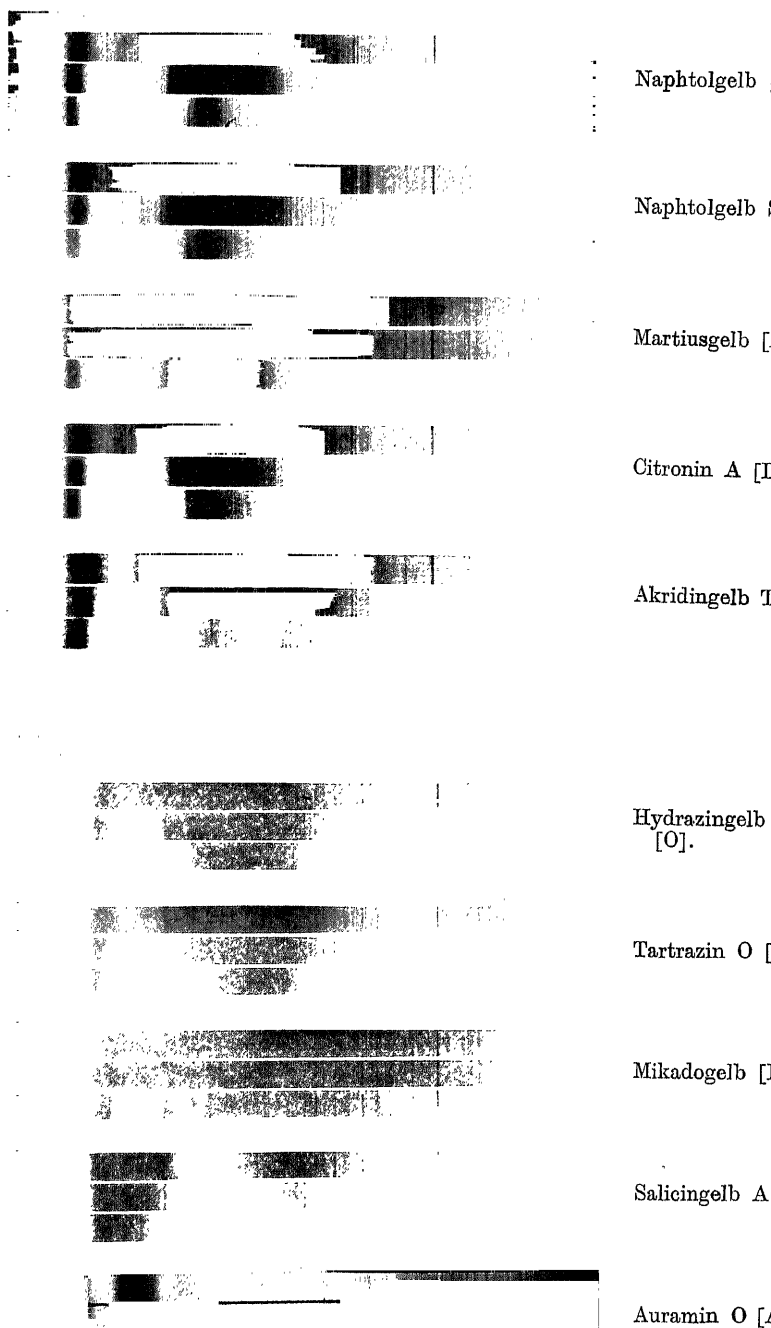 Naphtolgelb
Naphtolgelb S
Martiusgelb [
Citronin A [
Akridingelb T
Hydrazingelb
[O].
Tartrazin O [
Mikadogelb [
Salicingelb A
Auramin O [A